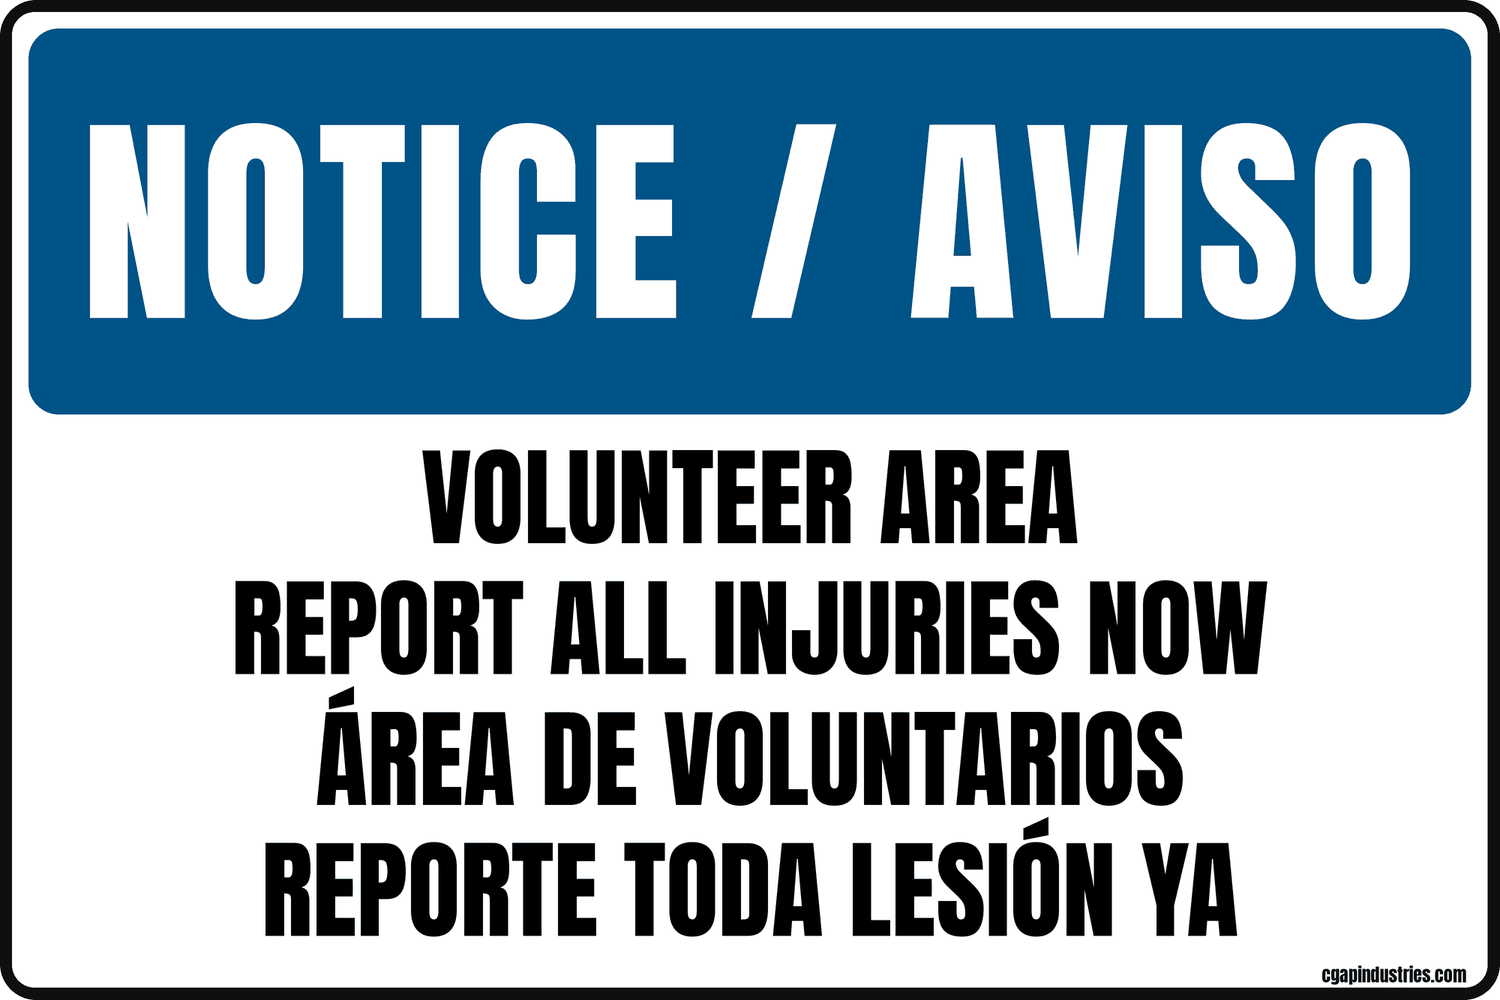 NOTICE / AVISO
VOLUNTEER AREA
REPORT ALL INJURIES NOW
ÁREA DE VOLUNTARIOS
REPORTE TODA LESIÓN YA
cgapindustries.com